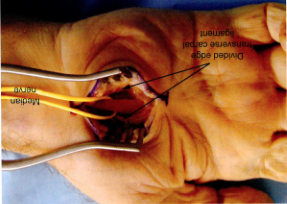 Divided edge
transverse carpal
ligament
Median
nerve